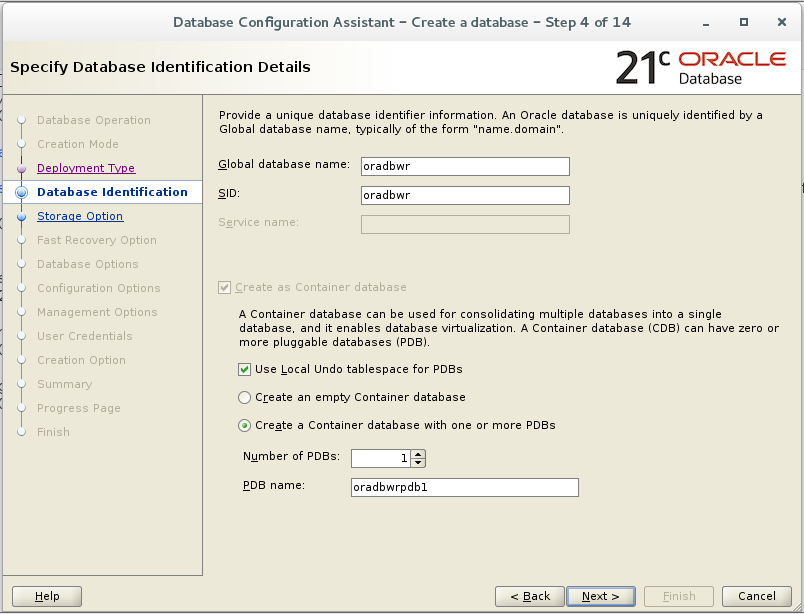 Database Configuration Assistant – Create a database – Step 4 of 14
Specify Database Identification Details
21c ORACLE
Database
Database Operation
Creation Mode
Deployment Type
Database Identification
Storage Option
Fast Recovery Option
Database Options
Configuration Options
Management Options
User Credentials
Creation Option
Summary
Progress Page
Finish
Provide a unique database identifier information. An Oracle database is uniquely identified by a
Global database name, typically of the form "name.domain".
Global database name: oradbwr
SID: oradbwr
Service name:
Create as Container database
A Container database can be used for consolidating multiple databases into a single
database, and it enables database virtualization. A Container database (CDB) can have zero or
more pluggable databases (PDB).
Use Local Undo tablespace for PDBs
Create an empty Container database
Create a Container database with one or more PDBs
Number of PDBs: 1
PDB name: oradbwrpdb1
Help < Back Next > Finish Cancel